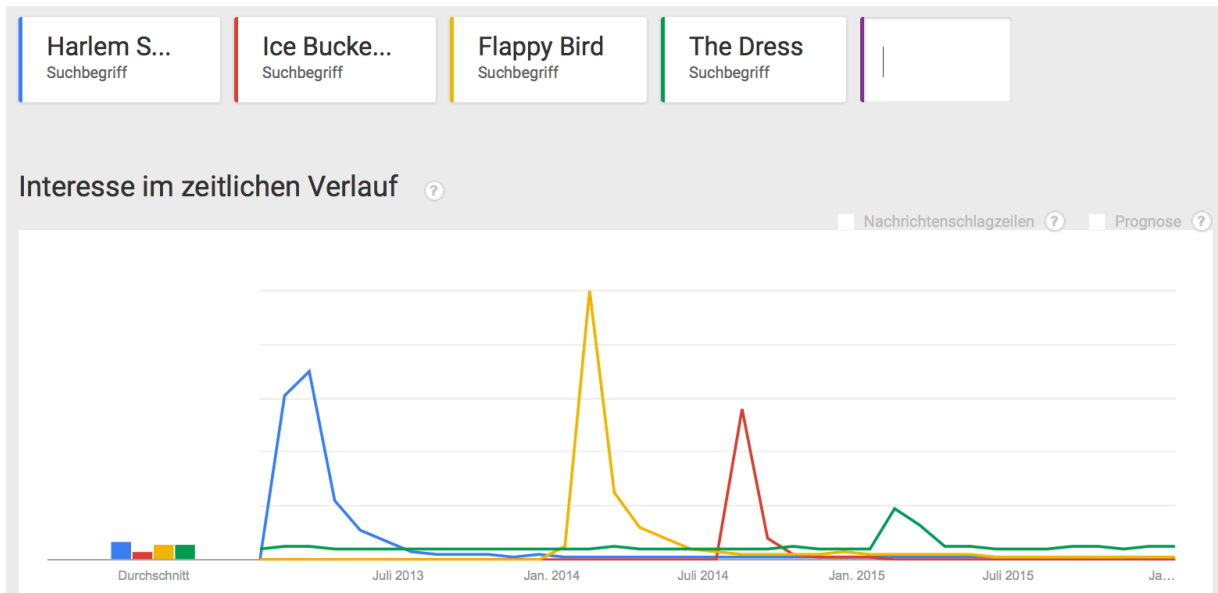 Harlem S...
Suchbegriff
Ice Bucke...
Suchbegriff
Flappy Bird
Suchbegriff
The Dress
Suchbegriff
Interesse im zeitlichen Verlauf ?
Nachrichtenschlagzeilen ? Prognose ?
Durchschnitt Juli 2013 Jan. 2014 Juli 2014 Jan. 2015 Juli 2015 Ja...